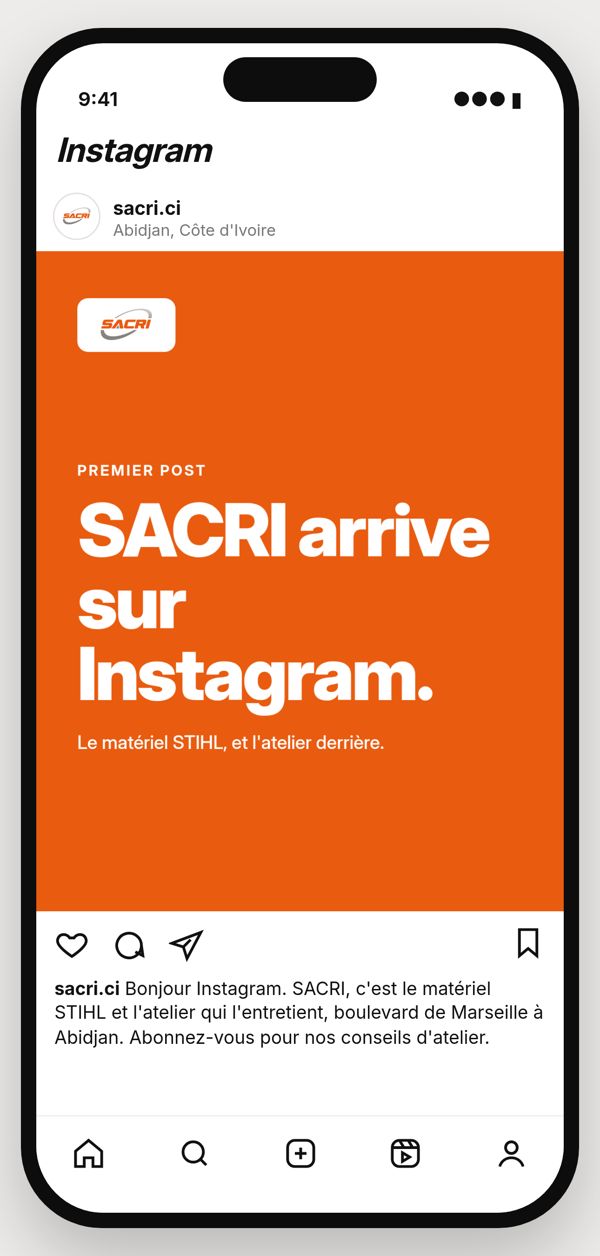 9:41
Instagram
SACRI
sacri.ci
Abidjan, Côte d'Ivoire
SACRI
PREMIER POST
SACRI arrive
sur
Instagram.
Le matériel STIHL, et l'atelier derrière.
sacri.ci Bonjour Instagram. SACRI, c'est le matériel
STIHL et l'atelier qui l'entretient, boulevard de Marseille à
Abidjan. Abonnez-vous pour nos conseils d'atelier.